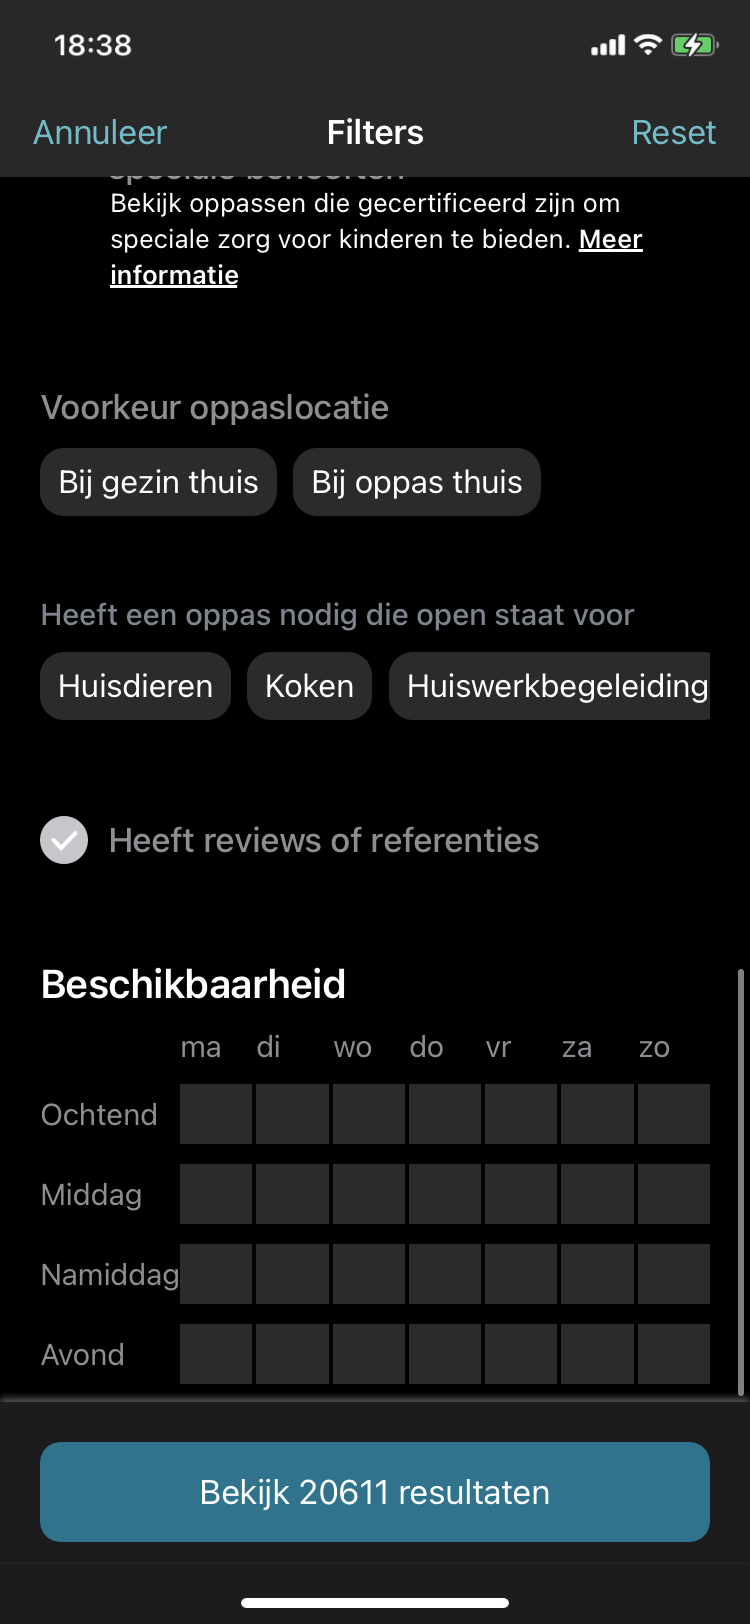 18:38
Annuleer Filters Reset
Bekijk oppassen die gecertificeerd zijn om
speciale zorg voor kinderen te bieden. Meer
informatie
Voorkeur oppaslocatie
Bij gezin thuis Bij oppas thuis
Heeft een oppas nodig die open staat voor
Huisdieren Koken Huiswerkbegeleiding
Heeft reviews of referenties
Beschikbaarheid
ma di wo do vr za zo
Ochtend
Middag
Namiddag
Avond
Bekijk 20611 resultaten